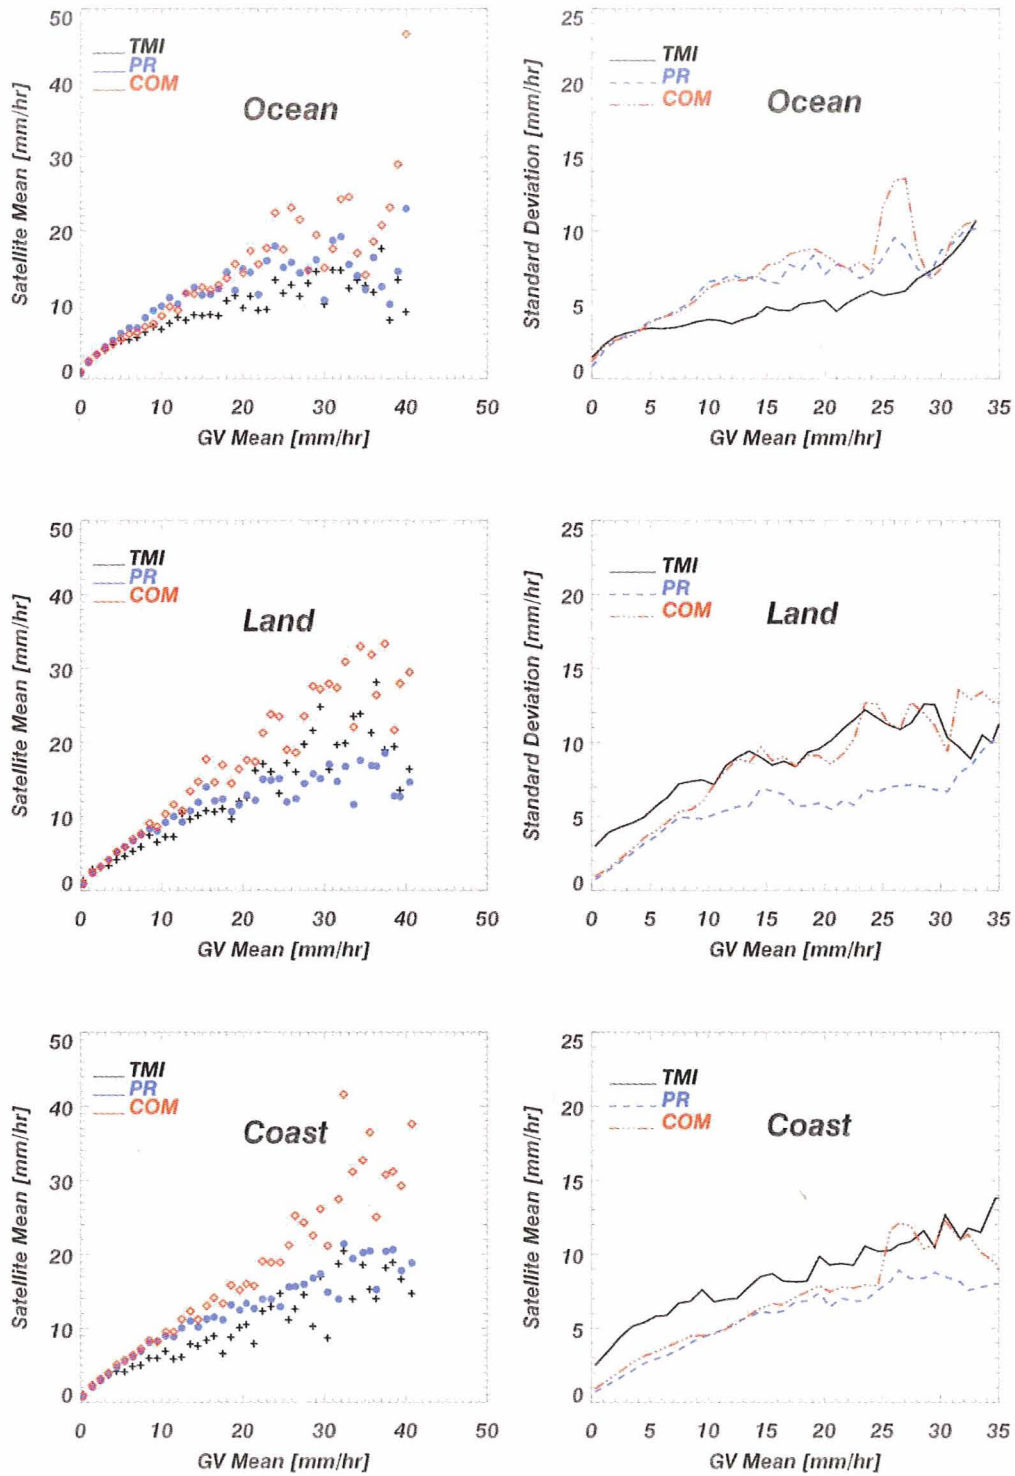 Satellite Mean [mm/hr]
50
40
30
20
10
0
TMI
PR
COM
Ocean
0 10 20 30 40 50
GV Mean [mm/hr]
Standard Deviation [mm/hr]
25
20
15
10
5
0
TMI
PR
COM
Ocean
0 5 10 15 20 25 30 35
GV Mean [mm/hr]
Satellite Mean [mm/hr]
50
40
30
20
10
0
TMI
PR
COM
Land
0 10 20 30 40 50
GV Mean [mm/hr]
Standard Deviation [mm/hr]
25
20
15
10
5
0
TMI
PR
COM
Land
0 5 10 15 20 25 30 35
GV Mean [mm/hr]
Satellite Mean [mm/hr]
50
40
30
20
10
0
TMI
PR
COM
Coast
0 10 20 30 40 50
GV Mean [mm/hr]
Satellite Mean [mm/hr]
25
20
15
10
5
0
TMI
PR
COM
Coast
0 5 10 15 20 25 30 35
GV Mean [mm/hr]